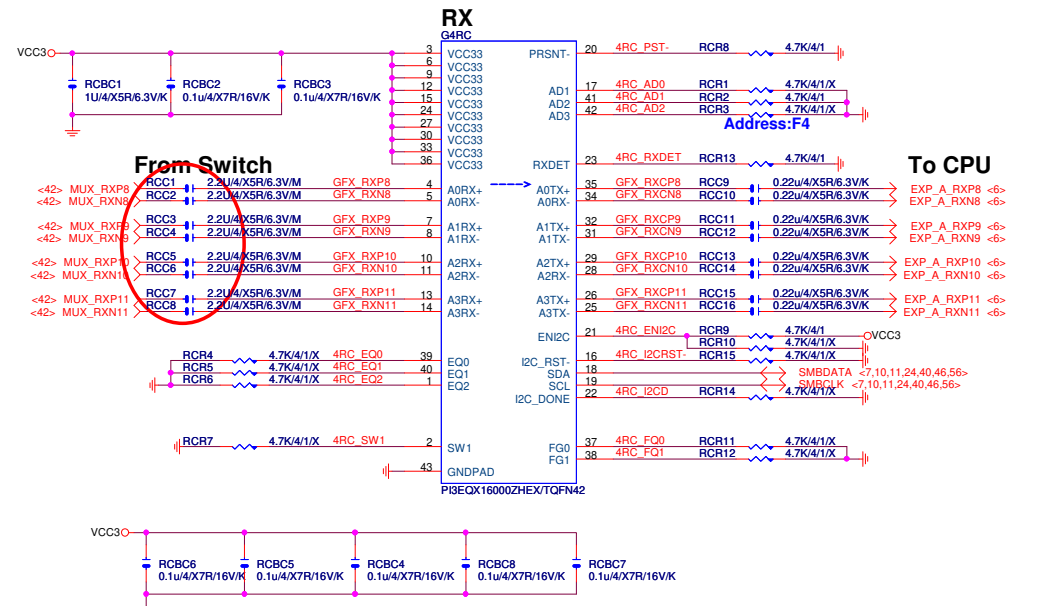 RX
G4RC
VCC3
RCBC1
1U/4/X5R/6.3V/K
RCBC2
0.1u/4/X7R/16V/K
RCBC3
0.1u/4/X7R/16V/K
3 VCC33
6 VCC33
9 VCC33
12 VCC33
15 VCC33
24 VCC33
27 VCC33
30 VCC33
33 VCC33
36 VCC33
PRSNT- 20 4RC_PST- RCR8 4.7K/4/1
AD1 17 4RC_AD0 RCR1 4.7K/4/1/X
AD2 41 4RC_AD1 RCR2 4.7K/4/1
AD3 42 4RC_AD2 RCR3 4.7K/4/1/X
Address:F4
RXDET 23 4RC_RXDET RCR13 4.7K/4/1
From Switch
To CPU
<42> MUX_RXP8 RCC1 2.2U/4/X5R/6.3V/M GFX_RXP8 4 A0RX+ A0TX+ 35 GFX_RXCP8 RCC9 0.22u/4/X5R/6.3V/K EXP_A_RXP8 <6>
<42> MUX_RXN8 RCC2 2.2U/4/X5R/6.3V/M GFX_RXN8 5 A0RX- A0RX- 34 GFX_RXCN8 RCC10 0.22u/4/X5R/6.3V/K EXP_A_RXN8 <6>
<42> MUX_RXP9 RCC3 2.2U/4/X5R/6.3V/M GFX_RXP9 7 A1RX+ A1TX+ 32 GFX_RXCP9 RCC11 0.22u/4/X5R/6.3V/K EXP_A_RXP9 <6>
<42> MUX_RXN9 RCC4 2.2U/4/X5R/6.3V/M GFX_RXN9 8 A1RX- A1TX- 31 GFX_RXCN9 RCC12 0.22u/4/X5R/6.3V/K EXP_A_RXN9 <6>
<42> MUX_RXP10 RCC5 2.2U/4/X5R/6.3V/M GFX_RXP10 10 A2RX+ A2TX+ 29 GFX_RXCP10 RCC13 0.22u/4/X5R/6.3V/K EXP_A_RXP10 <6>
<42> MUX_RXN10 RCC6 2.2U/4/X5R/6.3V/M GFX_RXN10 11 A2RX- A2TX- 28 GFX_RXCN10 RCC14 0.22u/4/X5R/6.3V/K EXP_A_RXN10 <6>
<42> MUX_RXP11 RCC7 2.2U/4/X5R/6.3V/M GFX_RXP11 13 A3RX+ A3TX+ 26 GFX_RXCP11 RCC15 0.22u/4/X5R/6.3V/K EXP_A_RXP11 <6>
<42> MUX_RXN11 RCC8 2.2U/4/X5R/6.3V/M GFX_RXN11 14 A3RX- A3TX- 25 GFX_RXCN11 RCC16 0.22u/4/X5R/6.3V/K EXP_A_RXN11 <6>
ENI2C 21 4RC_ENI2C RCR9 4.7K/4/1 VCC3
RCR10 4.7K/4/1/X
RCR4 4.7K/4/1/X 4RC_EQ0 39 EQ0 I2C_RST- 16 4RC_I2CRST- RCR15 4.7K/4/1/X
RCR5 4.7K/4/1/X 4RC_EQ1 40 EQ1 SDA 18 SMBDATA <7,10,11,24,40,46,56>
RCR6 4.7K/4/1/X 4RC_EQ2 1 EQ2 SCL 19 SMBCLK <7,10,11,24,40,46,56>
I2C_DONE 22 4RC_I2CD RCR14 4.7K/4/1/X
RCR7 4.7K/4/1/X 4RC_SW1 2 SW1 FG0 37 4RC_FQ0 RCR11 4.7K/4/1/X
FG1 38 4RC_FQ1 RCR12 4.7K/4/1/X
43 GNDPAD
PI3EQX16000ZHEX/TQFN42
VCC3
RCBC6
0.1u/4/X7R/16V/K
RCBC5
0.1u/4/X7R/16V/K
RCBC4
0.1u/4/X7R/16V/K
RCBC8
0.1u/4/X7R/16V/K
RCBC7
0.1u/4/X7R/16V/K